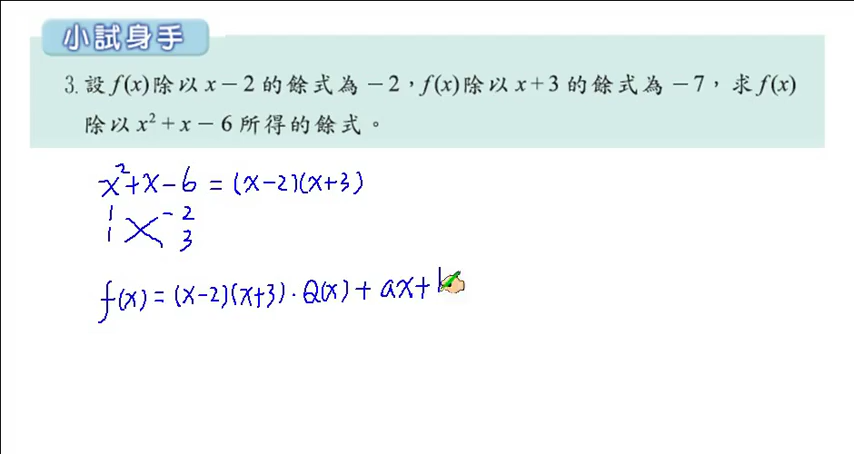 小試身手
3. 設 f(x) 除以 x − 2 的餘式為 −2，f(x) 除以 x + 3 的餘式為 −7，求 f(x)
除以 x² + x − 6 所得的餘式。
x² + x − 6 = (x−2)(x+3)
1 −2
1 3
f(x) = (x−2)(x+3) · Q(x) + ax +